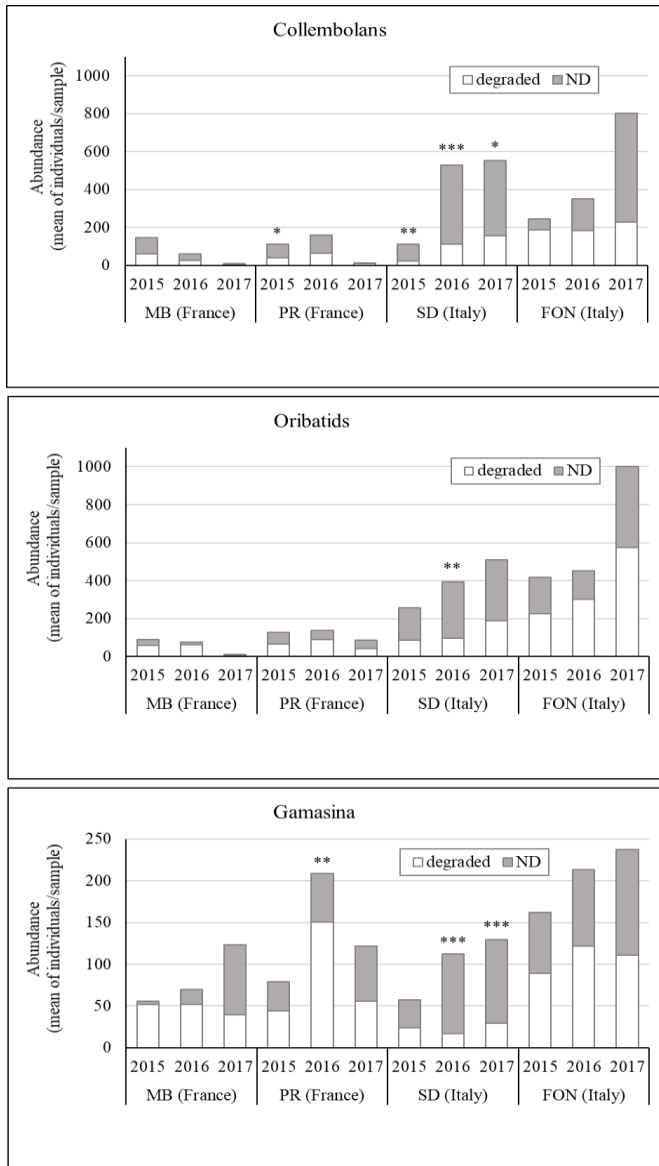 Collembolans
Abundance
(mean of individuals/sample)
1000
800
600
400
200
0
degraded ND
* ** *** *
2015 2016 2017 2015 2016 2017 2015 2016 2017 2015 2016 2017
MB (France) PR (France) SD (Italy) FON (Italy)
Oribatids
Abundance
(mean of individuals/sample)
1000
800
600
400
200
0
degraded ND
**
2015 2016 2017 2015 2016 2017 2015 2016 2017 2015 2016 2017
MB (France) PR (France) SD (Italy) FON (Italy)
Gamasina
Abundance
(mean of individuals/sample)
250
200
150
100
50
0
degraded ND
** *** ***
2015 2016 2017 2015 2016 2017 2015 2016 2017 2015 2016 2017
MB (France) PR (France) SD (Italy) FON (Italy)